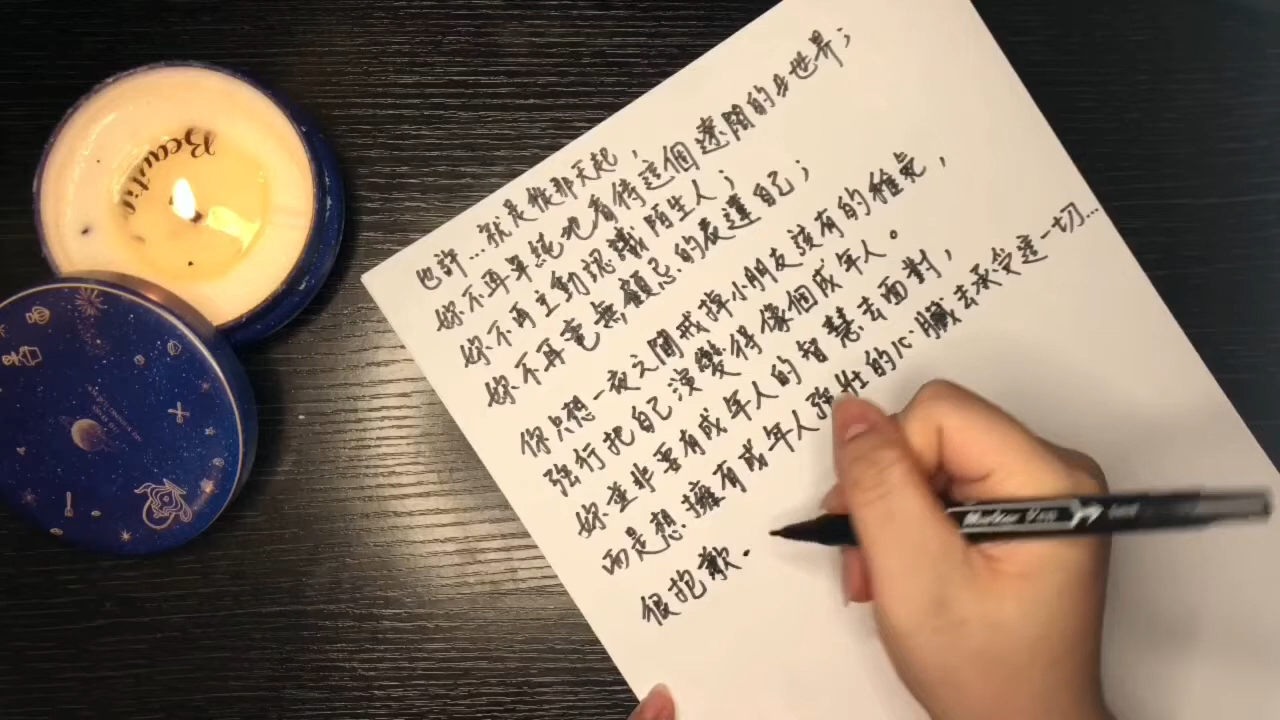 也許...就是從那天起，
妳不再單純地看待這個遼闊的步世界；
妳不再主動認識陌生人；
妳不再毫無顧忌的表達自己；
你只想一夜之間戒掉小朋友該有的稚氣，
強行把自己演變得像個成年人。
妳並非要有成年人的智慧去面對，
而是想擁有成年人強壯的心臟去承受這一切...
很抱歉.
Beautif